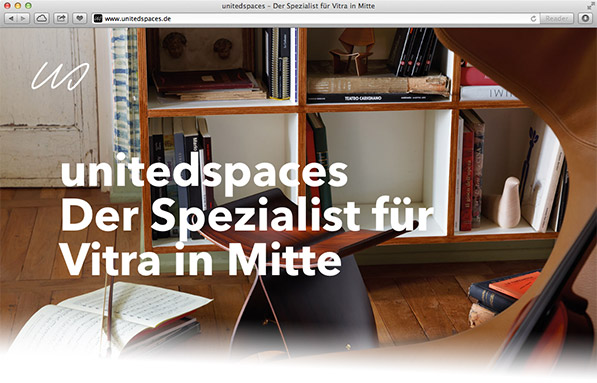 unitedspaces – Der Spezialist für Vitra in Mitte
www.unitedspaces.de
Reader
us
TEATRO CARIGNANO
unitedspaces
Der Spezialist für
Vitra in Mitte